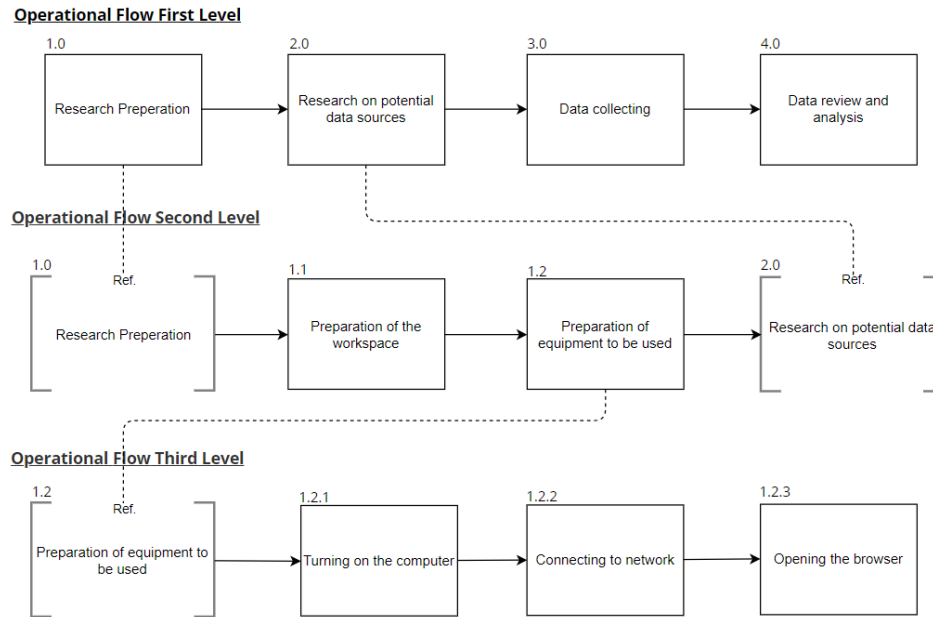 Operational Flow First Level
1.0
2.0
3.0
4.0
Research Preperation
Research on potential
data sources
Data collecting
Data review and
analysis
Operational Flow Second Level
1.0
1.1
1.2
2.0
Ref.
Research Preperation
Preparation of the
workspace
Preparation of
equipment to be used
Ref.
Research on potential data
sources
Operational Flow Third Level
1.2
1.2.1
1.2.2
1.2.3
Ref.
Preparation of equipment to
be used
Turning on the computer
Connecting to network
Opening the browser